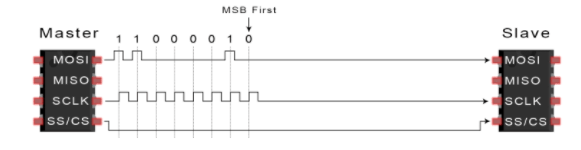 MSB First
Master
Slave
1 1 0 0 0 0 1 0
MOSI
MISO
SCLK
SS/CS
MOSI
MISO
SCLK
SS/CS